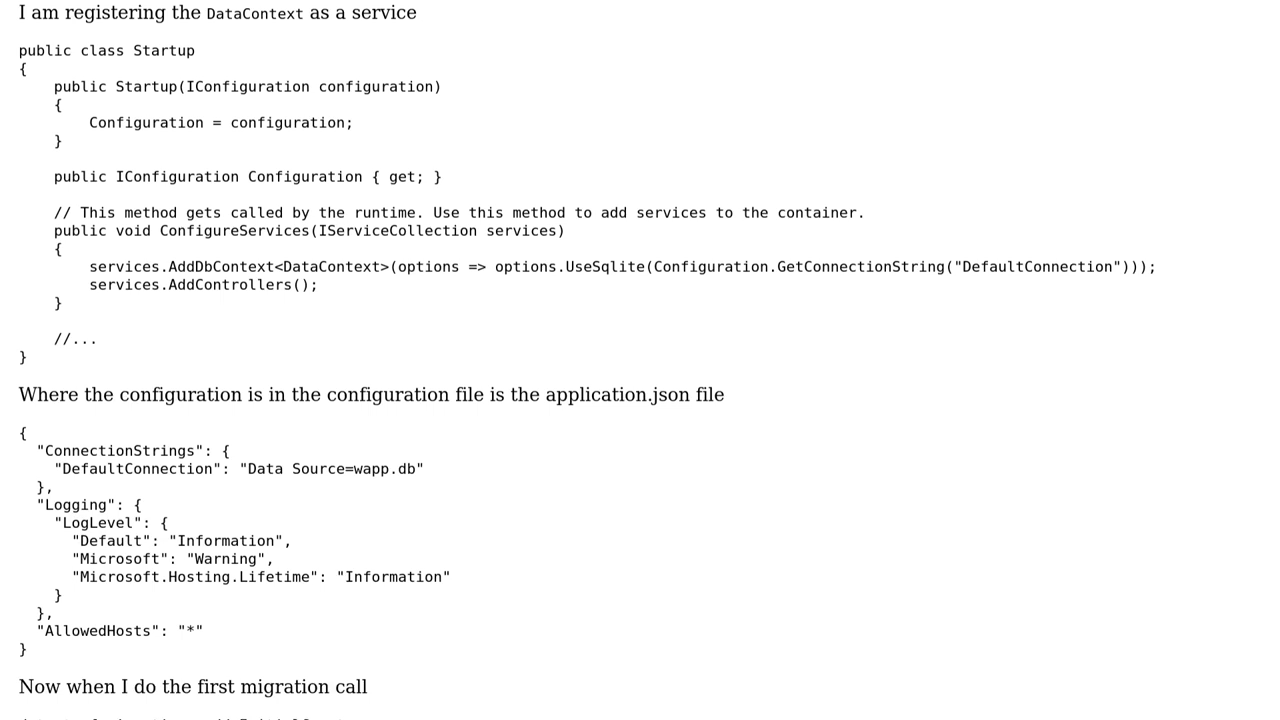 I am registering the DataContext as a service
public class Startup
{
    public Startup(IConfiguration configuration)
    {
        Configuration = configuration;
    }
    public IConfiguration Configuration { get; }
    // This method gets called by the runtime. Use this method to add services to the container.
    public void ConfigureServices(IServiceCollection services)
    {
        services.AddDbContext<DataContext>(options => options.UseSqlite(Configuration.GetConnectionString("DefaultConnection")));
        services.AddControllers();
    }
    //...
}
Where the configuration is in the configuration file is the application.json file
{
  "ConnectionStrings": {
    "DefaultConnection": "Data Source=wapp.db"
  },
  "Logging": {
    "LogLevel": {
      "Default": "Information",
      "Microsoft": "Warning",
      "Microsoft.Hosting.Lifetime": "Information"
    }
  },
  "AllowedHosts": "*"
}
Now when I do the first migration call